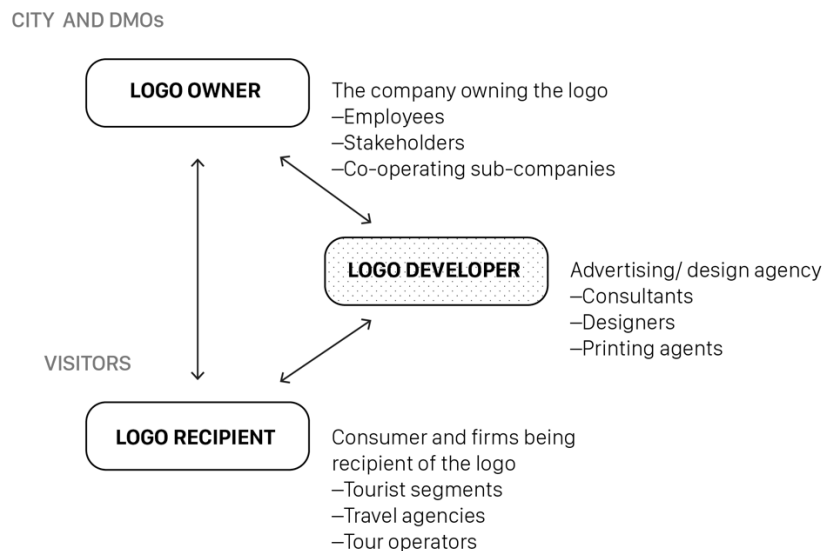 CITY AND DMOs
LOGO OWNER
The company owning the logo
–Employees
–Stakeholders
–Co-operating sub-companies
LOGO DEVELOPER
Advertising/ design agency
–Consultants
–Designers
–Printing agents
VISITORS
LOGO RECIPIENT
Consumer and firms being
recipient of the logo
–Tourist segments
–Travel agencies
–Tour operators